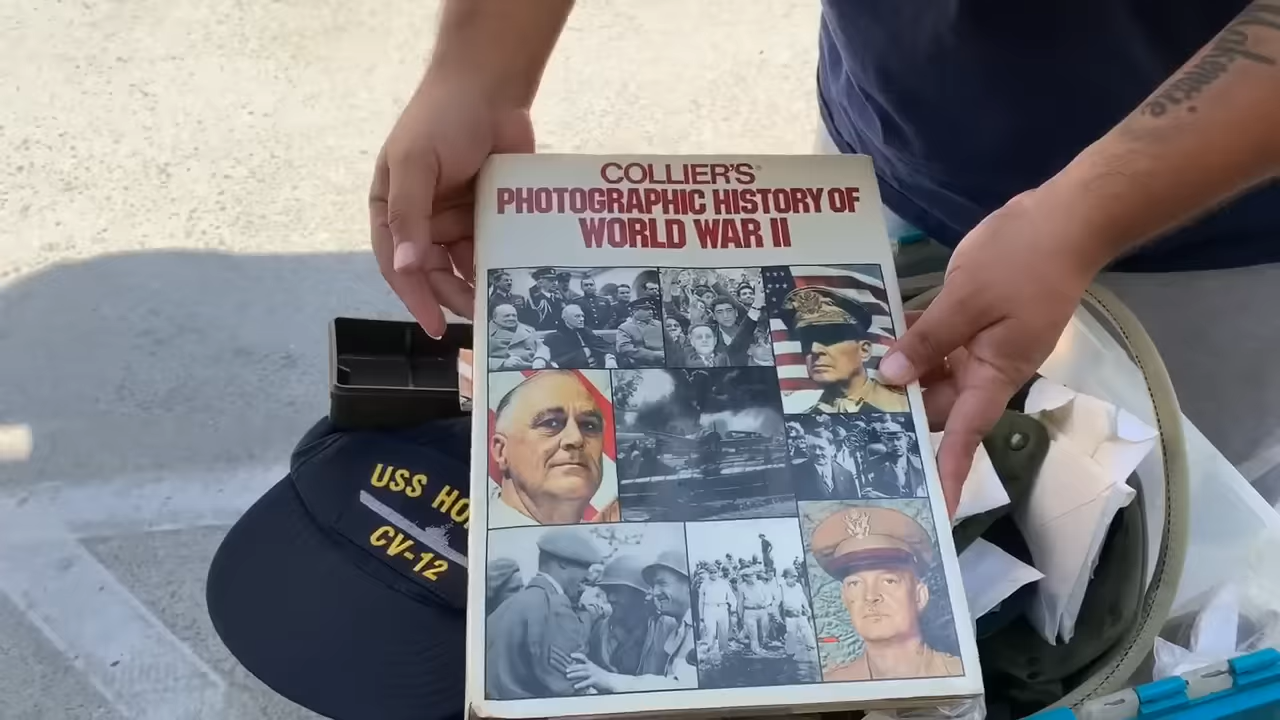 COLLIER'S®
PHOTOGRAPHIC HISTORY OF
WORLD WAR II
USS HO
CV-12